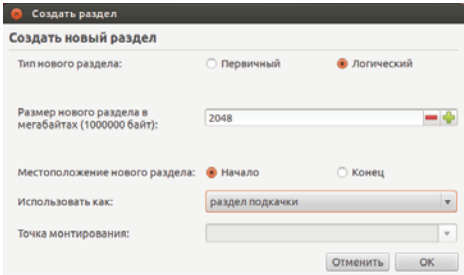 Создать раздел
Создать новый раздел
Тип нового раздела: Первичный Логический
Размер нового раздела в
мегабайтах (1000000 байт): 2048
Местоположение нового раздела: Начало Конец
Использовать как: раздел подкачки
Точка монтирования:
Отменить ОК